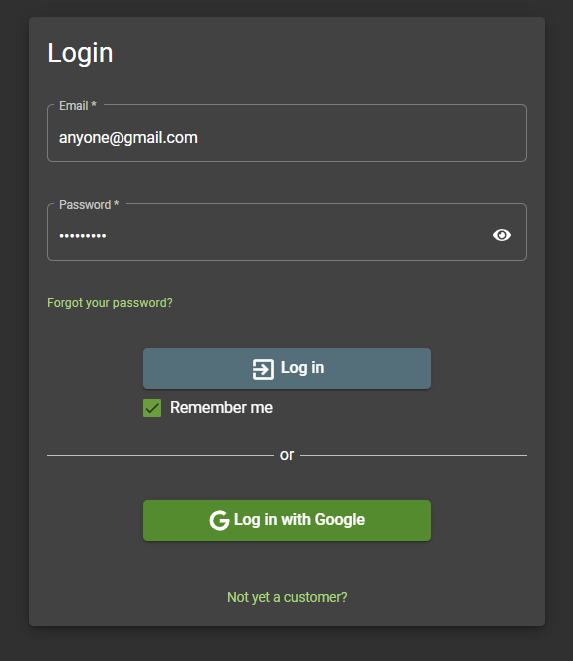 Login
Email *
anyone@gmail.com
Password *
•••••••••
Forgot your password?
Log in
Remember me
or
Log in with Google
Not yet a customer?